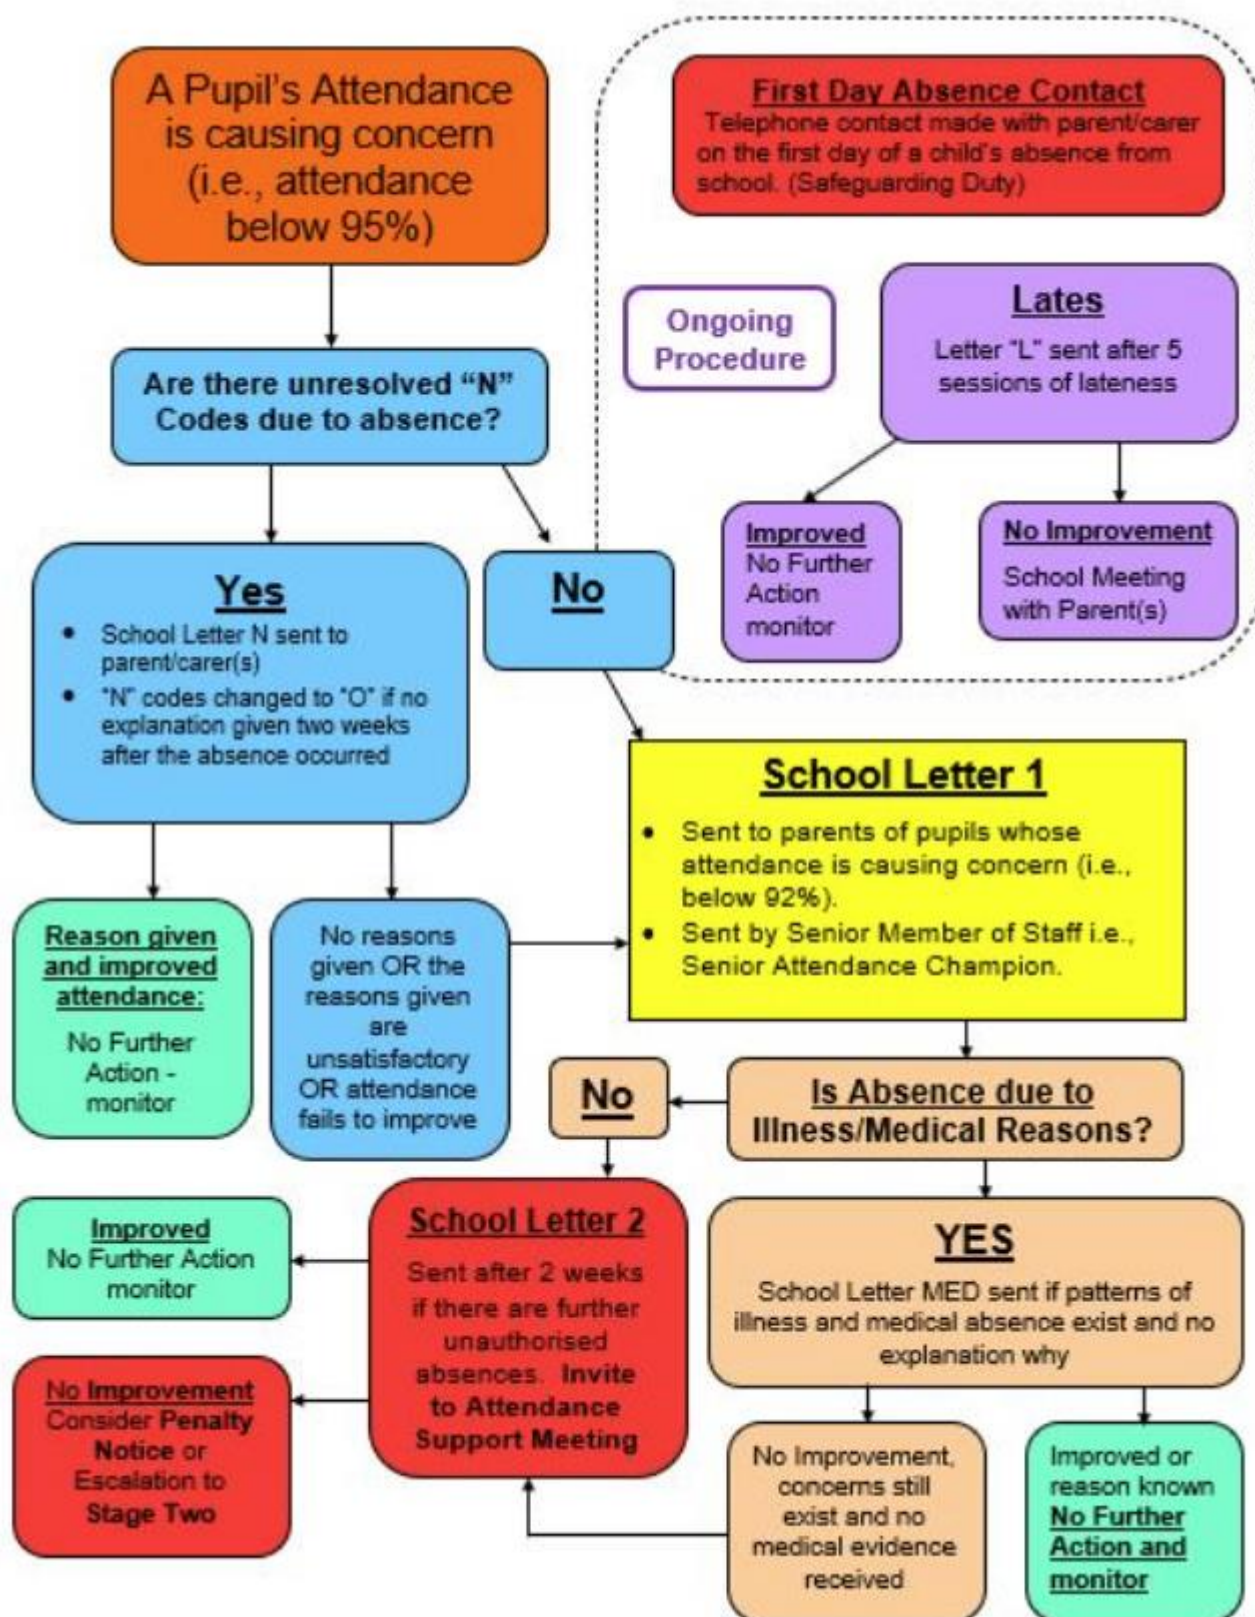 A Pupil's Attendance
is causing concern
(i.e., attendance
below 95%)
First Day Absence Contact
Telephone contact made with parent/carer
on the first day of a child's absence from
school. (Safeguarding Duty)
Ongoing
Procedure
Lates
Letter "L" sent after 5
sessions of lateness
Are there unresolved “N”
Codes due to absence?
Improved
No Further
Action
monitor
No Improvement
School Meeting
with Parent(s)
Yes
• School Letter N sent to
parent/carer(s)
• "N" codes changed to "O" if no
explanation given two weeks
after the absence occurred
No
School Letter 1
• Sent to parents of pupils whose
attendance is causing concern (i.e.,
below 92%).
• Sent by Senior Member of Staff i.e.,
Senior Attendance Champion.
Reason given
and improved
attendance:
No Further
Action -
monitor
No reasons
given OR the
reasons given
are
unsatisfactory
OR attendance
fails to improve
No
Is Absence due to
Illness/Medical Reasons?
Improved
No Further Action
monitor
School Letter 2
Sent after 2 weeks
if there are further
unauthorised
absences. Invite
to Attendance
Support Meeting
YES
School Letter MED sent if patterns of
illness and medical absence exist and no
explanation why
No Improvement
Consider Penalty
Notice or
Escalation to
Stage Two
No Improvement,
concerns still
exist and no
medical evidence
received
Improved or
reason known
No Further
Action and
monitor